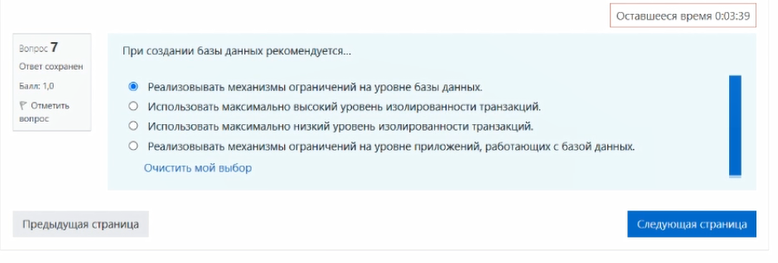 Оставшееся время 0:03:39
Вопрос 7
Ответ сохранен
Балл: 1,0
Отметить
вопрос
При создании базы данных рекомендуется...
Реализовывать механизмы ограничений на уровне базы данных.
Использовать максимально высокий уровень изолированности транзакций.
Использовать максимально низкий уровень изолированности транзакций.
Реализовывать механизмы ограничений на уровне приложений, работающих с базой данных.
Очистить мой выбор
Предыдущая страница
Следующая страница